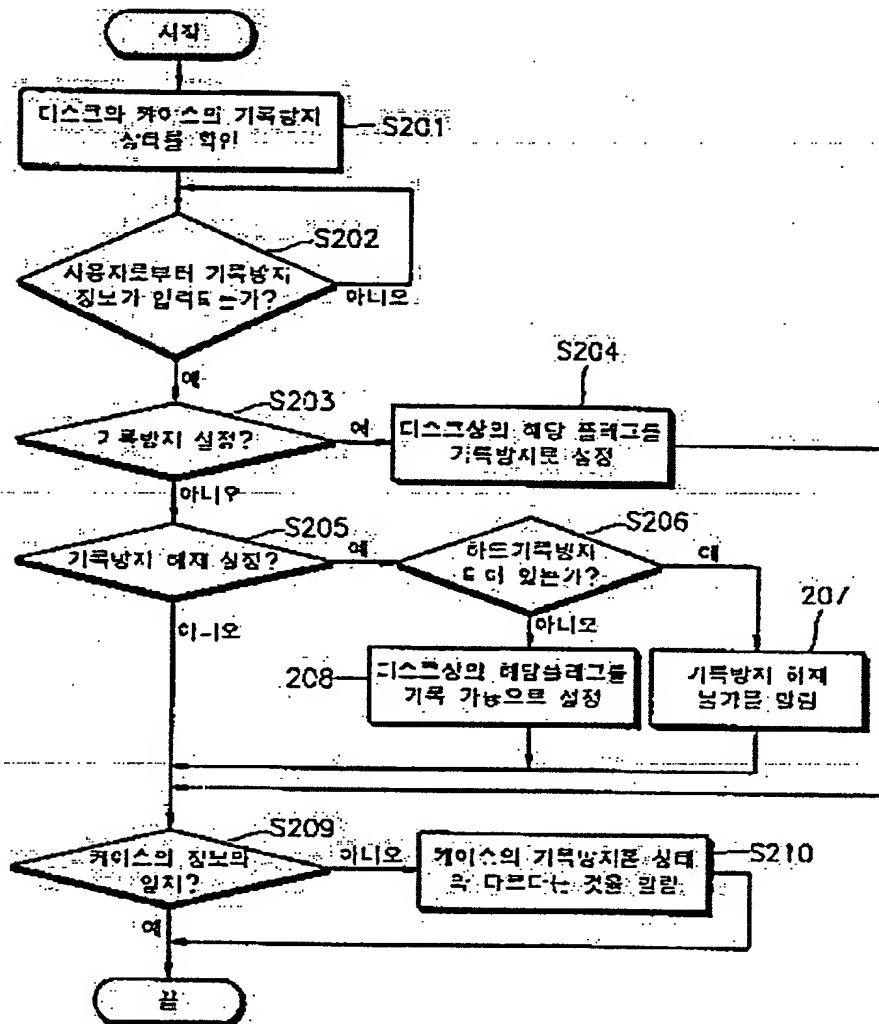 시작
디스크와 케이스의 기록방지
상태를 확인
S201
S202
사용자로부터 기록방지
정보가 입력되는가?
아니오
예
S203
기록방지 설정?
예
S204
디스크상의 해당 플래그를
기록방지로 설정
아니오
S205
기록방지 해제 설정?
예
S206
하드기록방지
되어 있는가?
예
207
기록방지 해제
불가를 알림
아니오
208
디스크상의 해당플래그를
기록 가능으로 설정
아니오
S209
케이스의 정보와
일치?
아니오
S210
케이스의 기록방지폰 상태
와 다르다는 것을 알림
예
끝